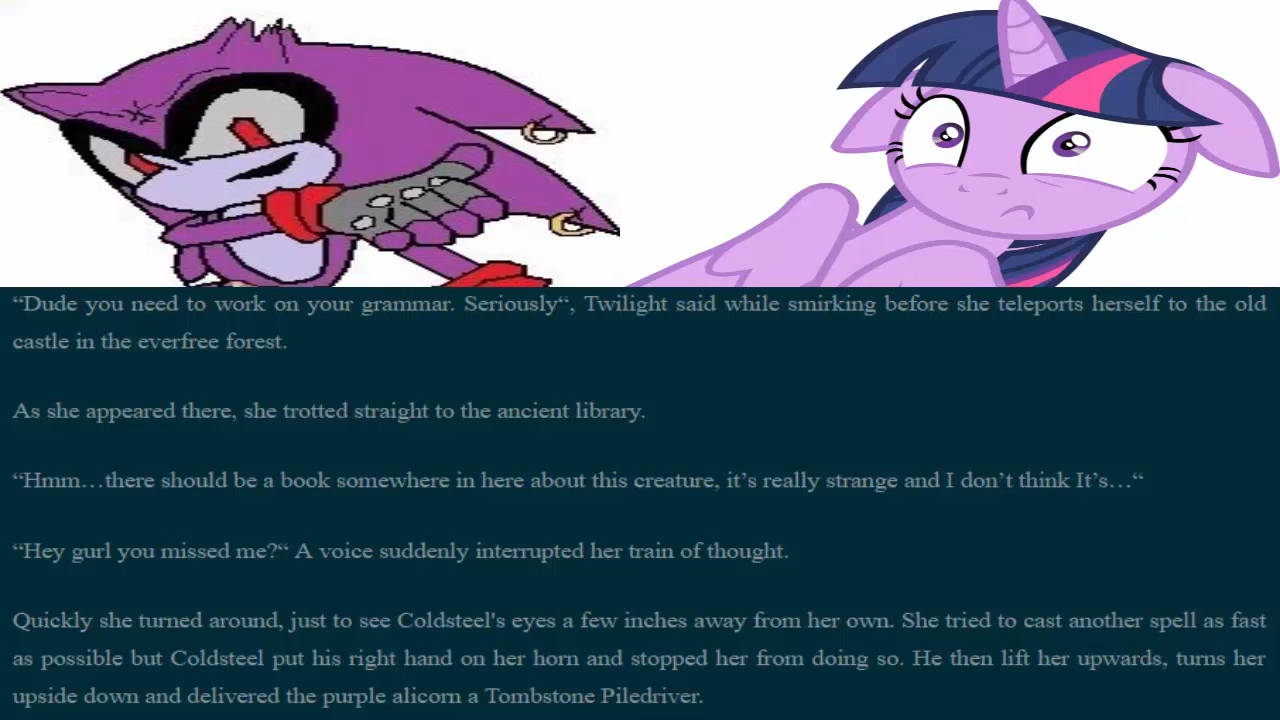 “Dude you need to work on your grammar. Seriously“, Twilight said while smirking before she teleports herself to the old
castle in the everfree forest.
As she appeared there, she trotted straight to the ancient library.
“Hmm…there should be a book somewhere in here about this creature, it’s really strange and I don’t think It’s…“
“Hey gurl you missed me?“ A voice suddenly interrupted her train of thought.
Quickly she turned around, just to see Coldsteel's eyes a few inches away from her own. She tried to cast another spell as fast
as possible but Coldsteel put his right hand on her horn and stopped her from doing so. He then lift her upwards, turns her
upside down and delivered the purple alicorn a Tombstone Piledriver.